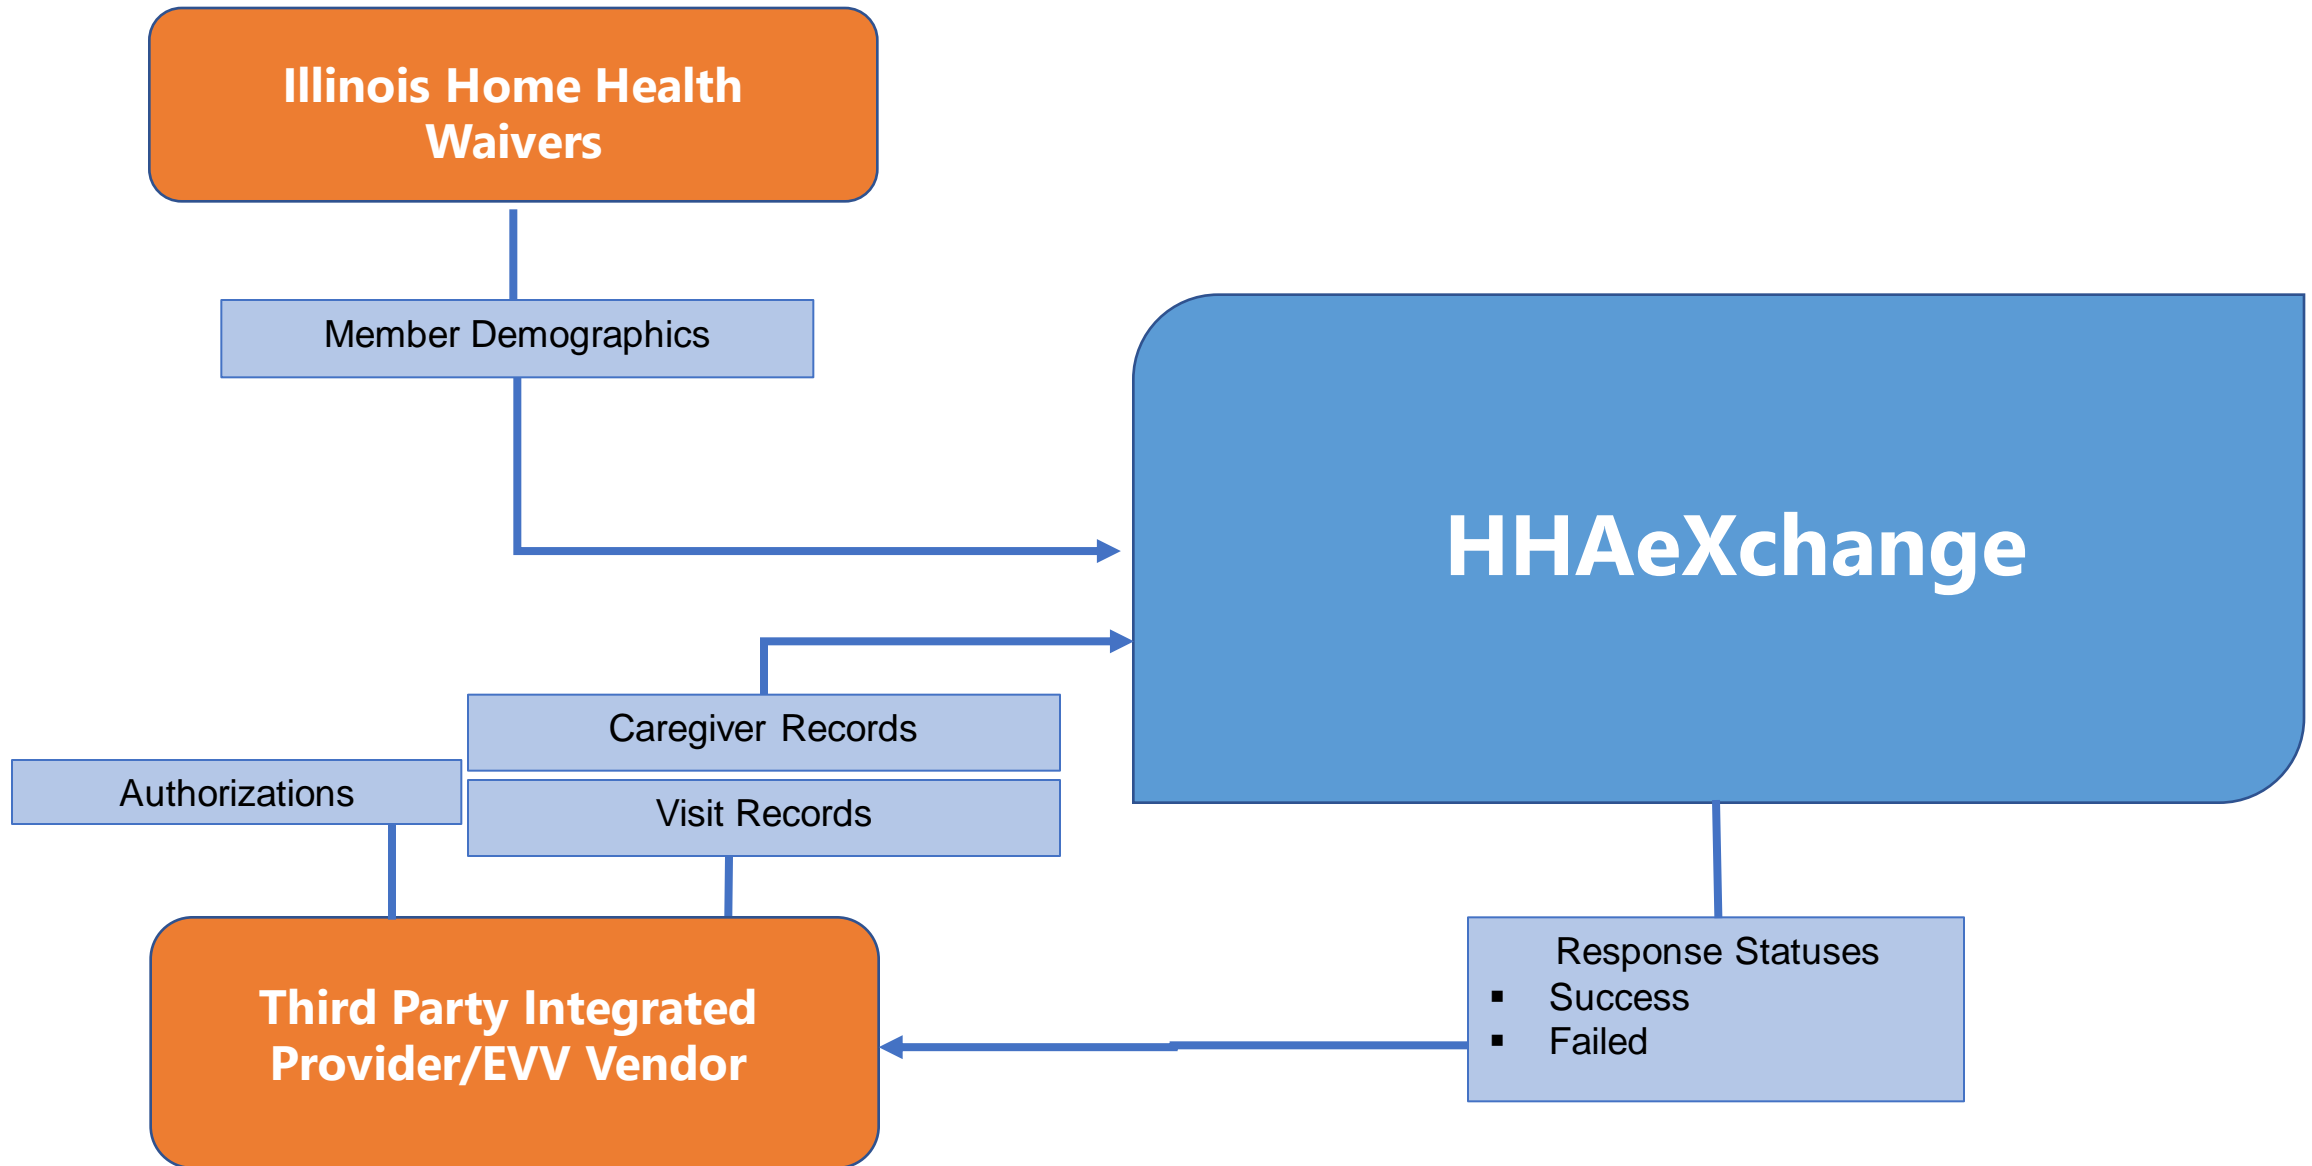 Illinois Home Health
Waivers
Member Demographics
HHAeXchange
Caregiver Records
Authorizations
Visit Records
Response Statuses
▪ Success
▪ Failed
Third Party Integrated
Provider/EVV Vendor